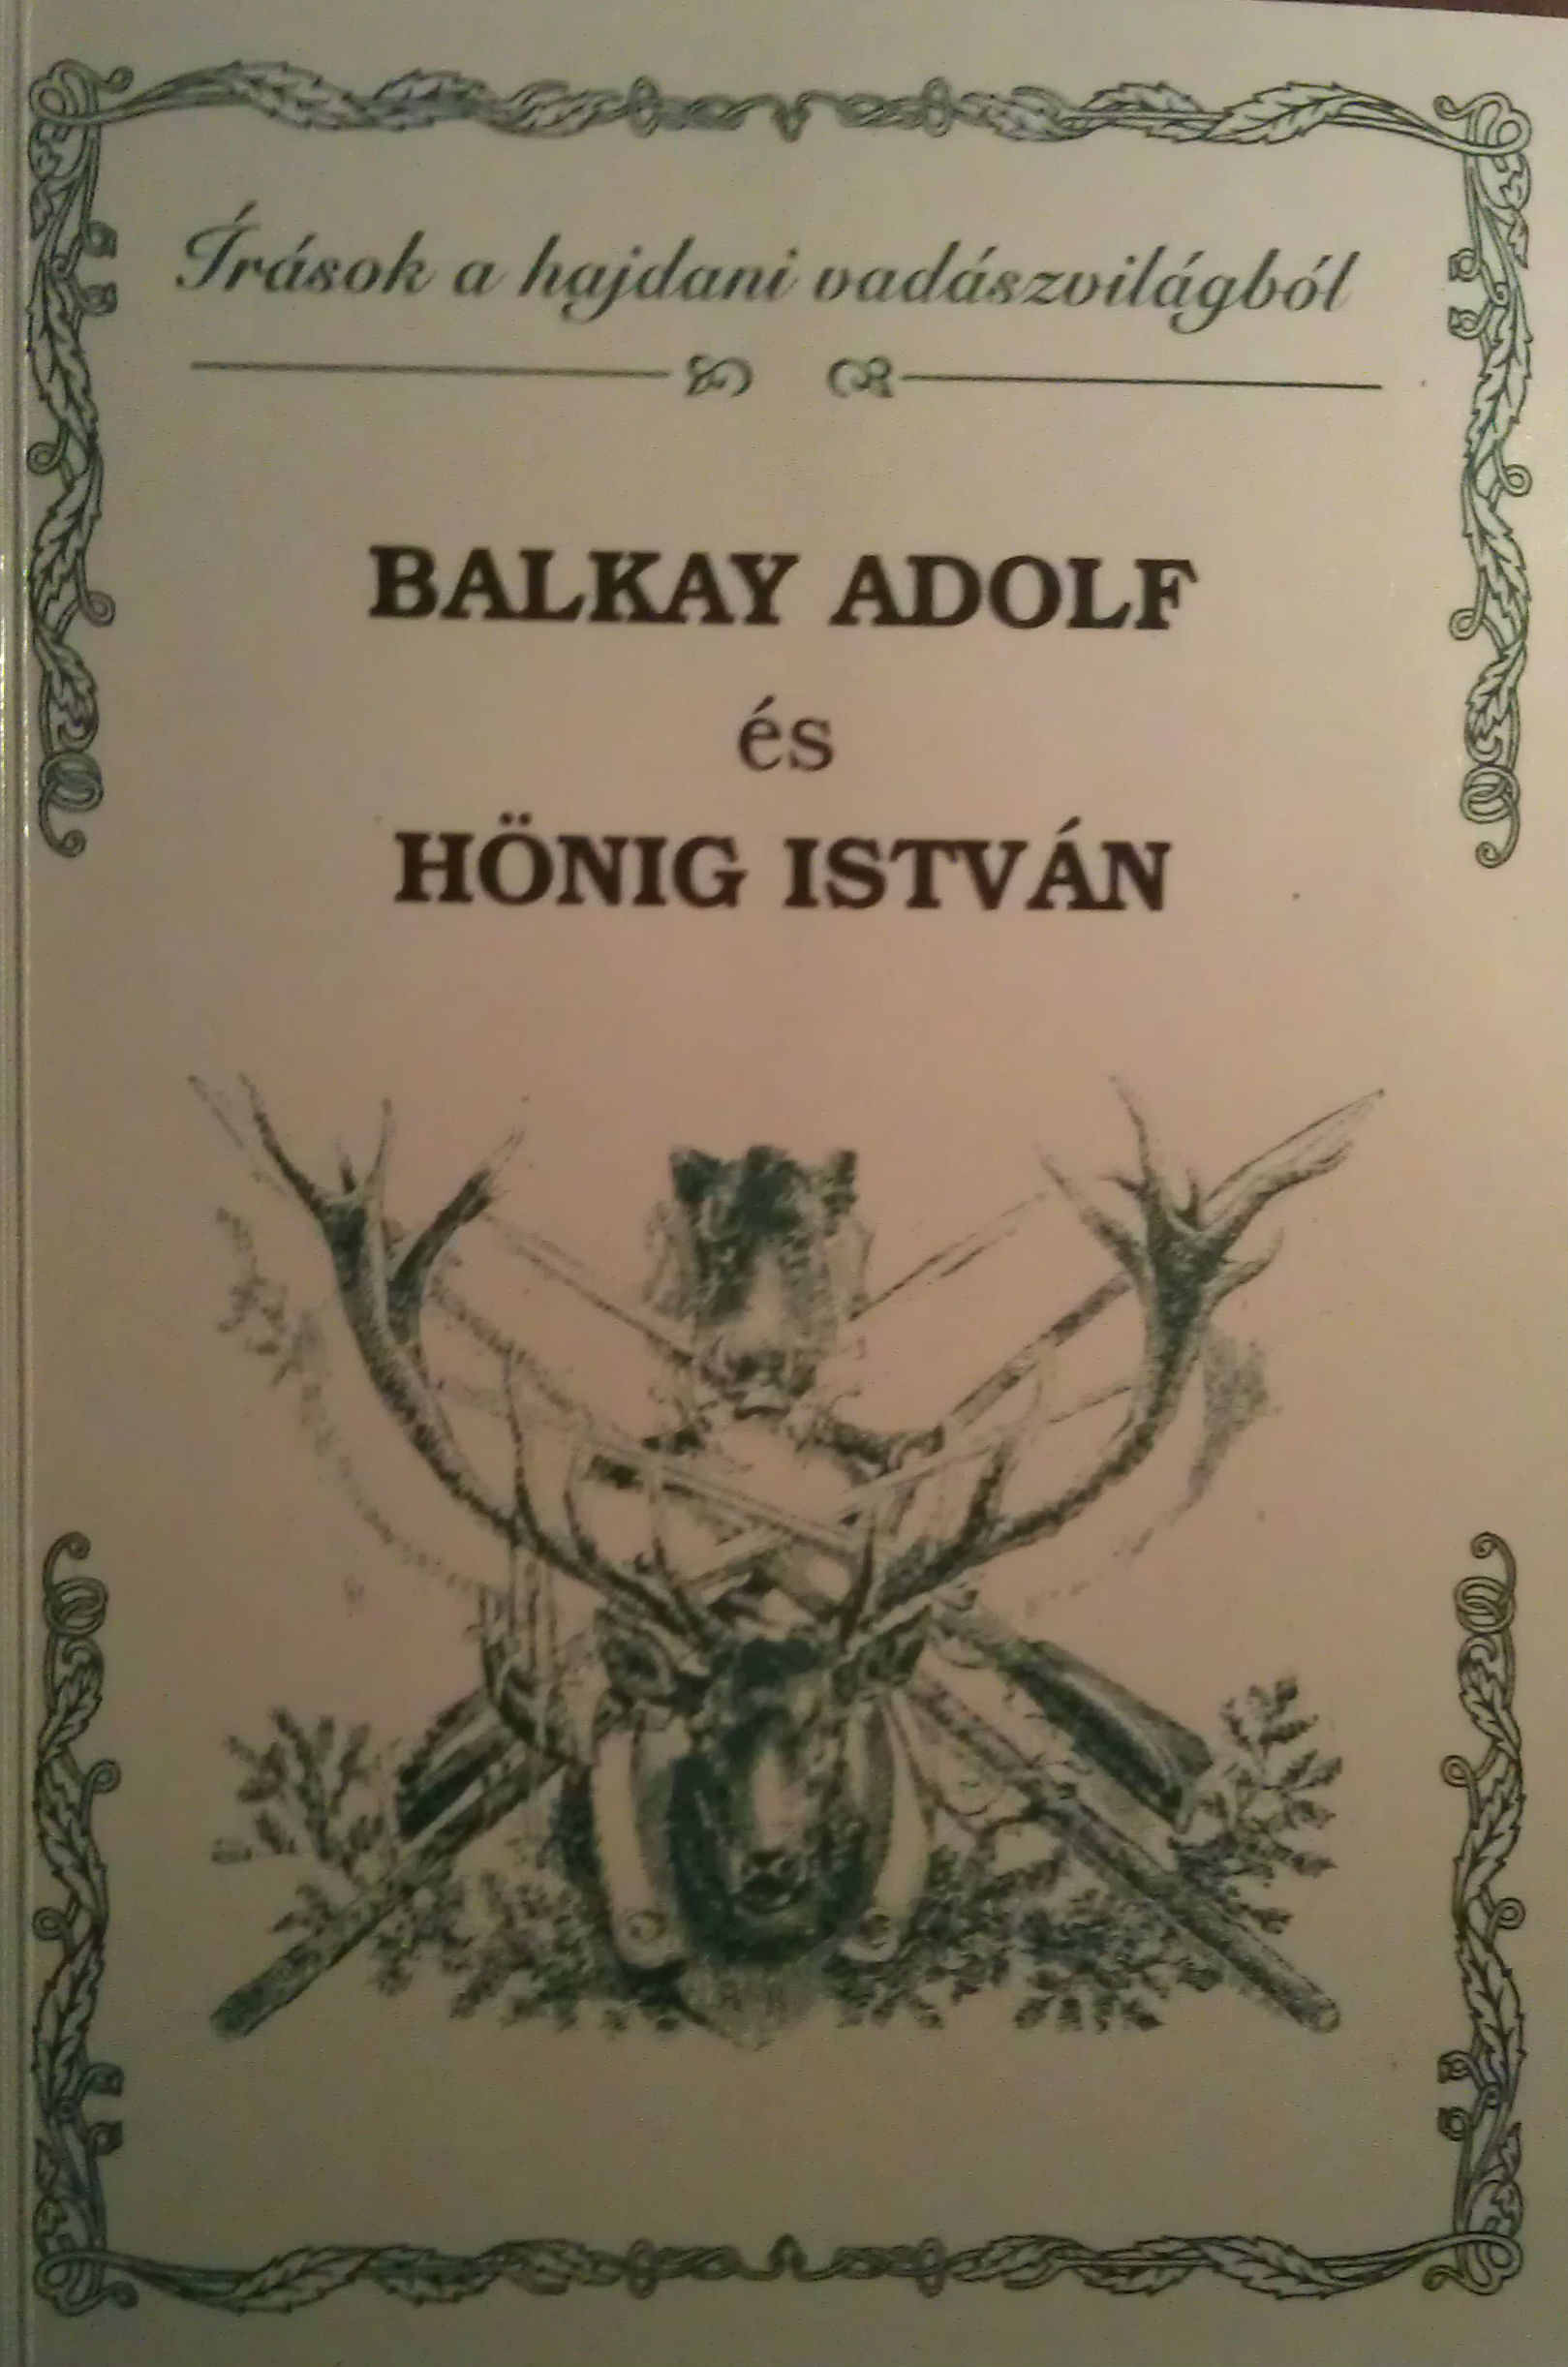 Írások a hajdani vadászvilágból
BALKAY ADOLF
és
HÖNIG ISTVÁN